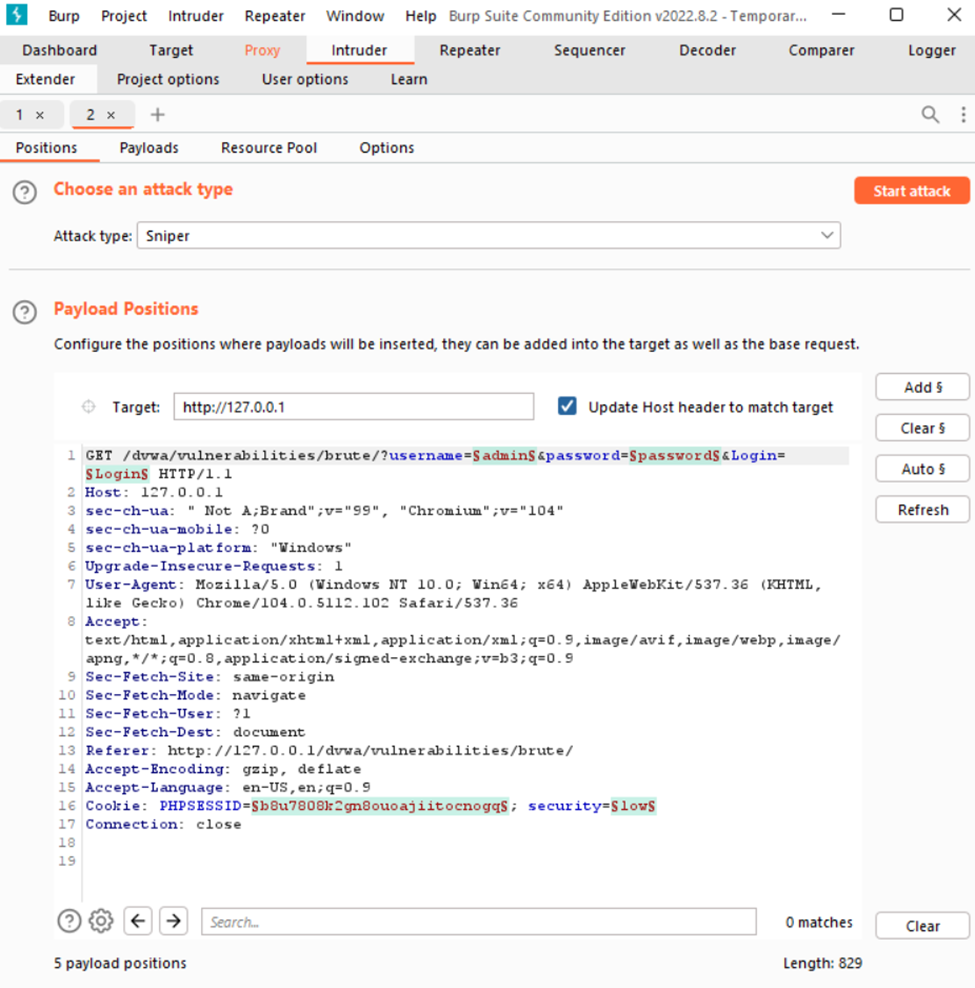 Burp Project Intruder Repeater Window Help Burp Suite Community Edition v2022.8.2 - Temporar...
Dashboard Target Proxy Intruder Repeater Sequencer Decoder Comparer Logger
Extender Project options User options Learn
1 × 2 × +
Positions Payloads Resource Pool Options
? Choose an attack type Start attack
Attack type: Sniper
? Payload Positions
Configure the positions where payloads will be inserted, they can be added into the target as well as the base request.
Target: http://127.0.0.1 Update Host header to match target
Add §
Clear §
Auto §
Refresh
1 GET /dvwa/vulnerabilities/brute/?username=§admin§&password=§password§&Login=
§Login§ HTTP/1.1
2 Host: 127.0.0.1
3 sec-ch-ua: " Not A;Brand";v="99", "Chromium";v="104"
4 sec-ch-ua-mobile: ?0
5 sec-ch-ua-platform: "Windows"
6 Upgrade-Insecure-Requests: 1
7 User-Agent: Mozilla/5.0 (Windows NT 10.0; Win64; x64) AppleWebKit/537.36 (KHTML,
like Gecko) Chrome/104.0.5112.102 Safari/537.36
8 Accept:
text/html,application/xhtml+xml,application/xml;q=0.9,image/avif,image/webp,image/
apng,*/*;q=0.8,application/signed-exchange;v=b3;q=0.9
9 Sec-Fetch-Site: same-origin
10 Sec-Fetch-Mode: navigate
11 Sec-Fetch-User: ?1
12 Sec-Fetch-Dest: document
13 Referer: http://127.0.0.1/dvwa/vulnerabilities/brute/
14 Accept-Encoding: gzip, deflate
15 Accept-Language: en-US,en;q=0.9
16 Cookie: PHPSESSID=§b8u7808k2gn8ouoajiitocnogq§; security=§low§
17 Connection: close
18
19
? Search... 0 matches Clear
5 payload positions Length: 829